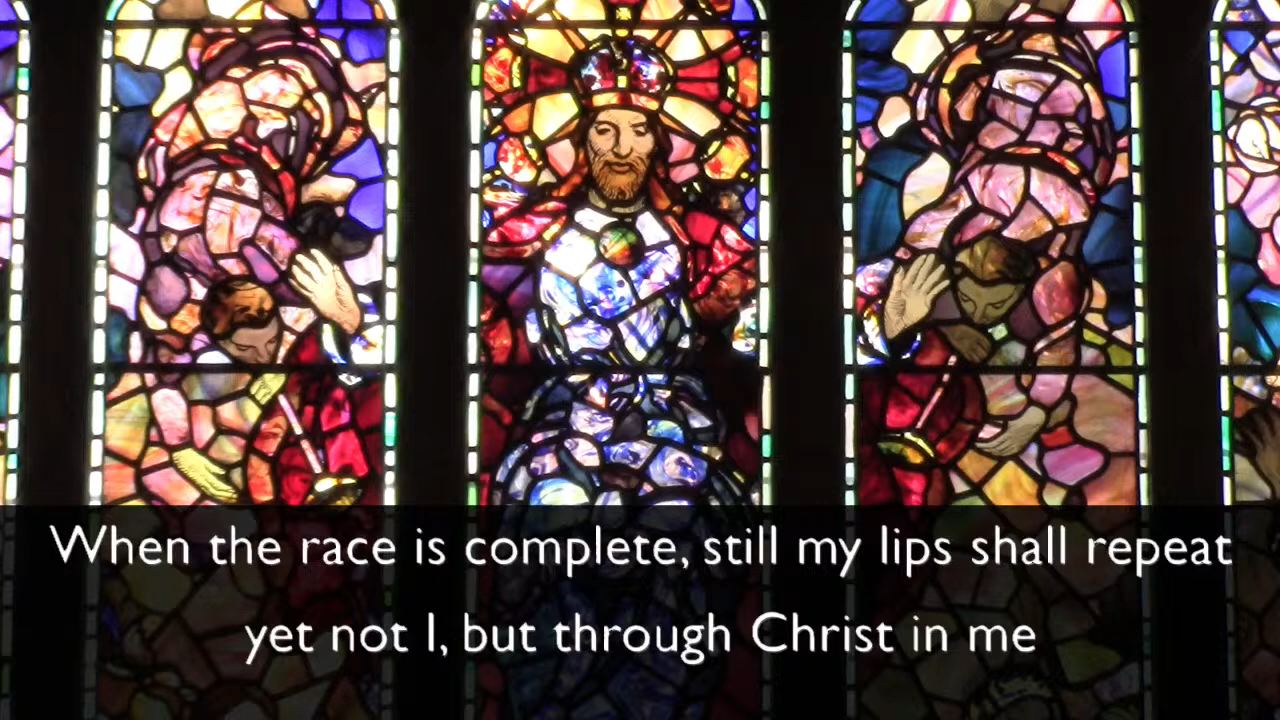 When the race is complete, still my lips shall repeat
yet not I, but through Christ in me